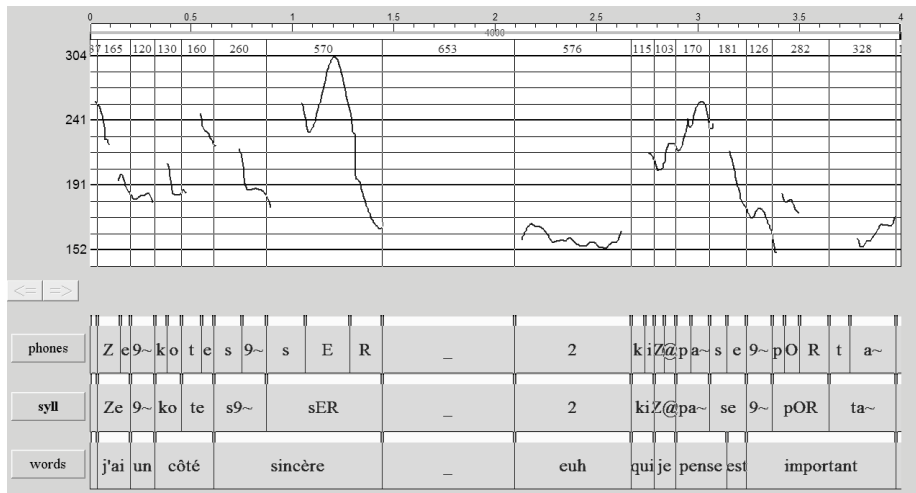 0 0.5 1 1.5 2 2.5 3 3.5 4
4000
304 165 120 130 160 260 570 653 576 115 103 170 181 126 282 328
241
191
152
<= =>
phones Z e 9~ k o t e s 9~ s E R _ 2 k i Z @ p a~ s e 9~ p O R t a~
syll Ze 9~ ko te s9~ sER _ 2 ki Z@ pa~ se 9~ pOR ta~
words j'ai un côté sincère _ euh qui je pense est important